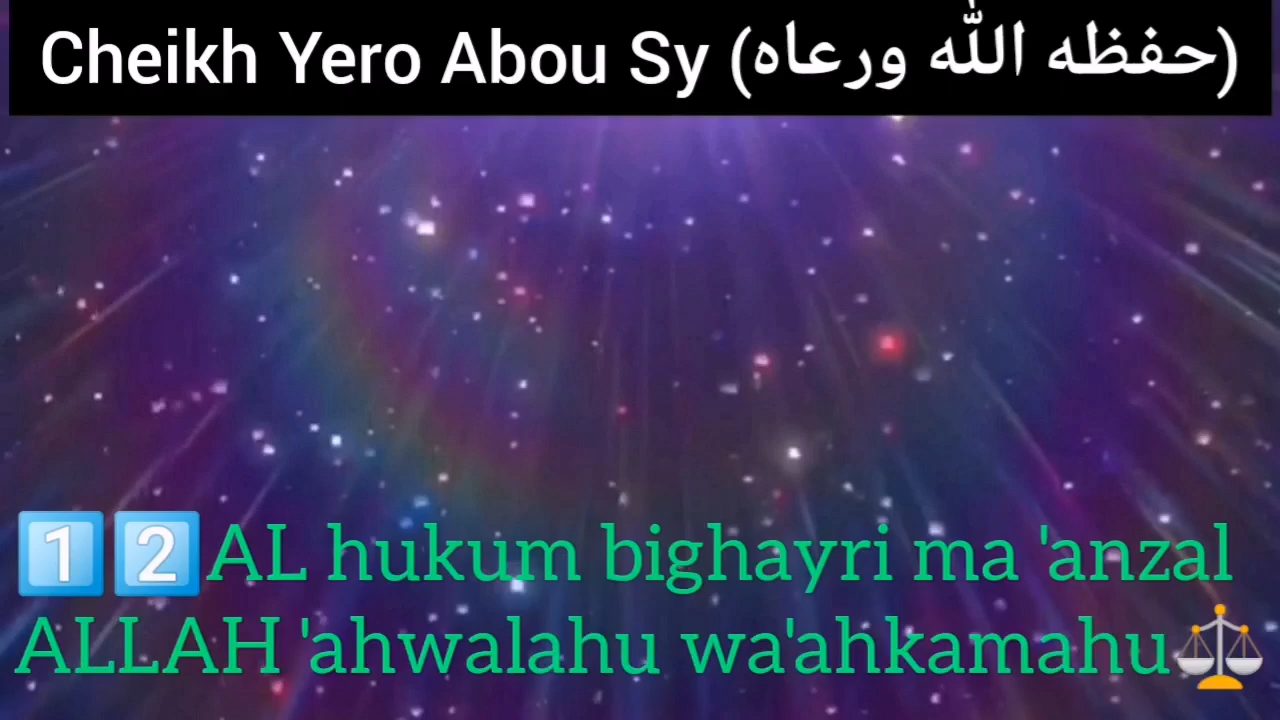 Cheikh Yero Abou Sy (حفظه الله ورعاه)
1️⃣2️⃣AL hukum bighayri ma 'anzal
ALLAH 'ahwalahu wa'ahkamahu⚖️